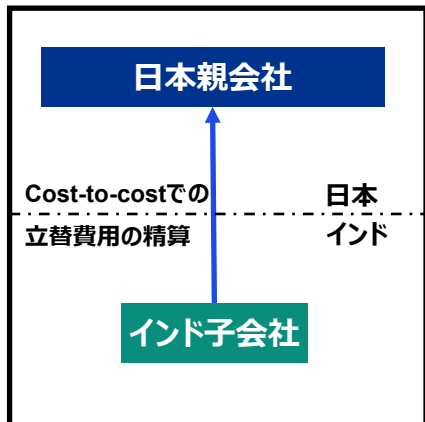 日本親会社
Cost-to-costでの
日本
立替費用の精算
インド
インド子会社